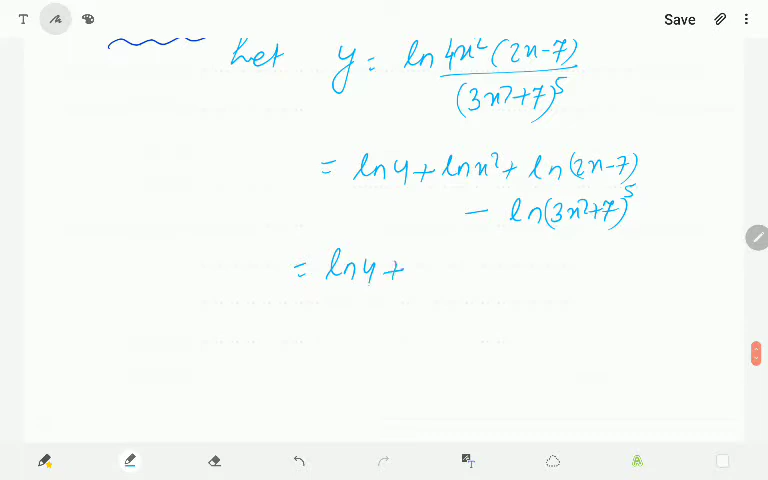 T Save
Let y = ln 4x² (2x-7) / (3x²+7)⁵
= ln4 + lnx² + ln(2x-7)
- ln(3x²+7)⁵
= ln4 +